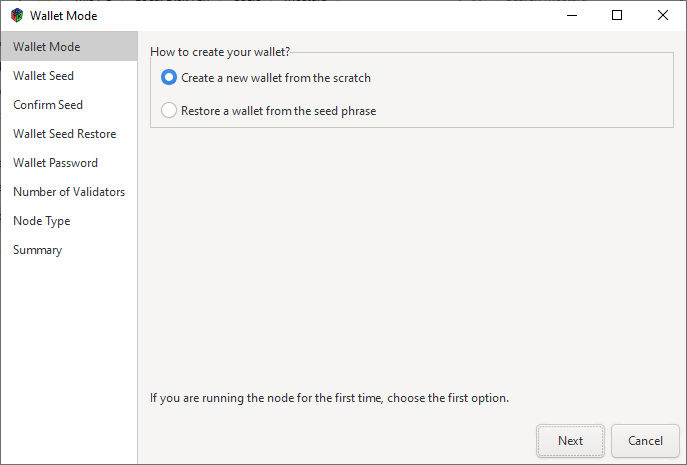 Wallet Mode
Wallet Mode
Wallet Seed
Confirm Seed
Wallet Seed Restore
Wallet Password
Number of Validators
Node Type
Summary
How to create your wallet?
Create a new wallet from the scratch
Restore a wallet from the seed phrase
If you are running the node for the first time, choose the first option.
Next
Cancel